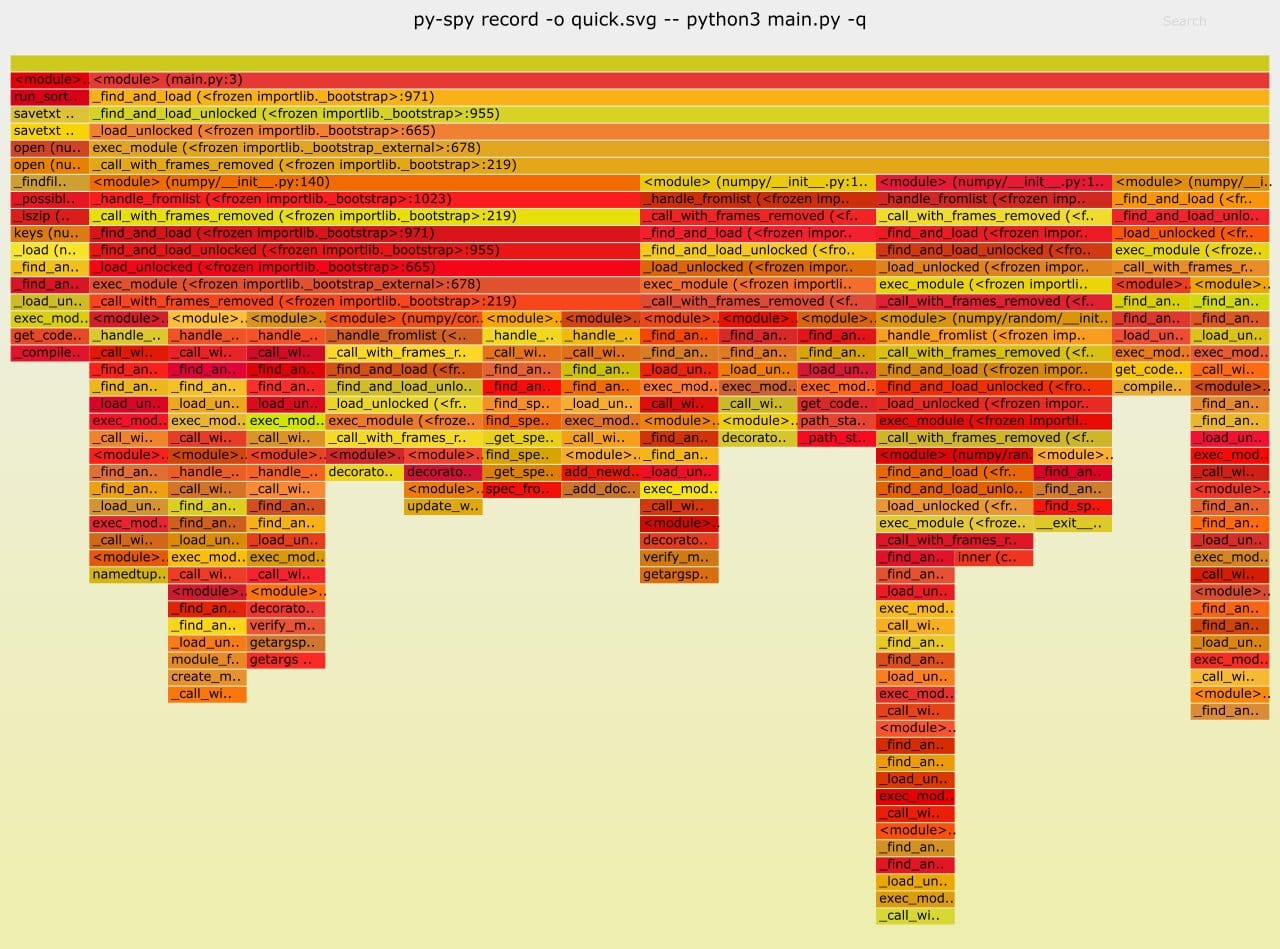 py-spy record -o quick.svg -- python3 main.py -q
Search
<module>.. <module> (main.py:3)
run_sort.. _find_and_load (<frozen importlib._bootstrap>:971)
savetxt .. _find_and_load_unlocked (<frozen importlib._bootstrap>:955)
savetxt .. _load_unlocked (<frozen importlib._bootstrap>:665)
open (nu.. exec_module (<frozen importlib._bootstrap_external>:678)
open (nu.. _call_with_frames_removed (<frozen importlib._bootstrap>:219)
_findfil.. <module> (numpy/__init__.py:140) <module> (numpy/__init__.py:1.. <module> (numpy/__init__.py:1.. <module> (numpy/__i..
_possibl.. _handle_fromlist (<frozen importlib._bootstrap>:1023) _handle_fromlist (<frozen imp.. _handle_fromlist (<frozen imp.. _find_and_load (<fr..
_iszip (.. _call_with_frames_removed (<frozen importlib._bootstrap>:219) _call_with_frames_removed (<f.. _call_with_frames_removed (<f.. _find_and_load_unlo..
keys (nu.. _find_and_load (<frozen importlib._bootstrap>:971) _find_and_load (<frozen impor.. _find_and_load (<frozen impor.. _load_unlocked (<fr..
_load (n.. _find_and_load_unlocked (<frozen importlib._bootstrap>:955) _find_and_load_unlocked (<fro.. _find_and_load_unlocked (<fro.. exec_module (<froze..
_find_an.. _load_unlocked (<frozen importlib._bootstrap>:665) _load_unlocked (<frozen impor.. _load_unlocked (<frozen impor.. _call_with_frames_r..
_find_an.. exec_module (<frozen importlib._bootstrap_external>:678) exec_module (<frozen importli.. exec_module (<frozen importli.. <module>.. <module>..
_load_un.. _call_with_frames_removed (<frozen importlib._bootstrap>:219) _call_with_frames_removed (<f.. _call_with_frames_removed (<f.. _find_an.. _find_an..
exec_mod.. <module>.. <module>.. <module>.. <module> (numpy/cor.. <module>.. <module>.. <module>.. <module>.. <module>.. <module> (numpy/random/__init.. _find_an.. _find_an..
get_code.. _handle_.. _handle_.. _handle_.. _handle_fromlist (<.. _handle_.. _handle_.. _find_an.. _find_an.. _find_an.. _handle_fromlist (<frozen imp.. _load_un.. _load_un..
_compile.. _call_wi.. _call_wi.. _call_wi.. _call_with_frames_r.. _call_wi.. _call_wi.. _find_an.. _find_an.. _find_an.. _call_with_frames_removed (<f.. exec_mod.. exec_mod..
_find_an.. _find_an.. _find_an.. _find_and_load (<fr.. _find_an.. _find_an.. _load_un.. _load_un.. _load_un.. _find_and_load (<frozen impor.. get_code.. _call_wi..
_find_an.. _find_an.. _find_an.. _find_and_load_unlo.. _find_an.. _find_an.. exec_mod.. exec_mod.. exec_mod.. _find_and_load_unlocked (<fro.. _compile.. <module>..
_load_un.. _load_un.. _load_un.. _load_unlocked (<fr.. _find_sp.. _load_un.. _call_wi.. _call_wi.. get_code.. _load_unlocked (<frozen impor.. _find_an..
exec_mod.. exec_mod.. exec_mod.. exec_module (<froze.. find_spe.. exec_mod.. <module>.. <module>.. path_sta.. exec_module (<frozen importli.. _find_an..
_call_wi.. _call_wi.. _call_wi.. _call_with_frames_r.. _get_spe.. _call_wi.. _find_an.. decorato.. _path_st.. _call_with_frames_removed (<f.. _load_un..
<module>.. <module>.. <module>.. <module>.. <module>.. find_spe.. <module>.. _find_an.. <module> (numpy/ran.. <module>.. exec_mod..
_find_an.. _handle_.. _handle_.. decorato.. decorato.. _get_spe.. add_newd.. _load_un.. _find_and_load (<fr.. _find_an.. _call_wi..
_find_an.. _call_wi.. _call_wi.. <module>.. spec_fro.. _add_doc.. exec_mod.. _find_and_load_unlo.. _find_an.. <module>..
_load_un.. _find_an.. _find_an.. update_w.. _call_wi.. _load_unlocked (<fr.. _find_sp.. _find_an..
exec_mod.. _find_an.. _find_an.. <module>.. exec_module (<froze.. __exit__.. _find_an..
_call_wi.. _load_un.. _load_un.. decorato.. _call_with_frames_r.. _load_un..
<module>.. exec_mod.. exec_mod.. verify_m.. _find_an.. inner (c.. exec_mod..
namedtup.. _call_wi.. _call_wi.. getargsp.. _find_an.. _call_wi..
<module>.. <module>.. _load_un.. <module>..
_find_an.. decorato.. exec_mod.. _find_an..
_find_an.. verify_m.. _call_wi.. _find_an..
_load_un.. getargsp.. _find_an.. _load_un..
module_f.. getargs .. _find_an.. exec_mod..
create_m.. _load_un.. _call_wi..
_call_wi.. exec_mod.. <module>..
_call_wi.. _find_an..
<module>..
_find_an..
_find_an..
_load_un..
exec_mod..
_call_wi..
<module>..
_find_an..
_find_an..
_load_un..
exec_mod..
_call_wi..